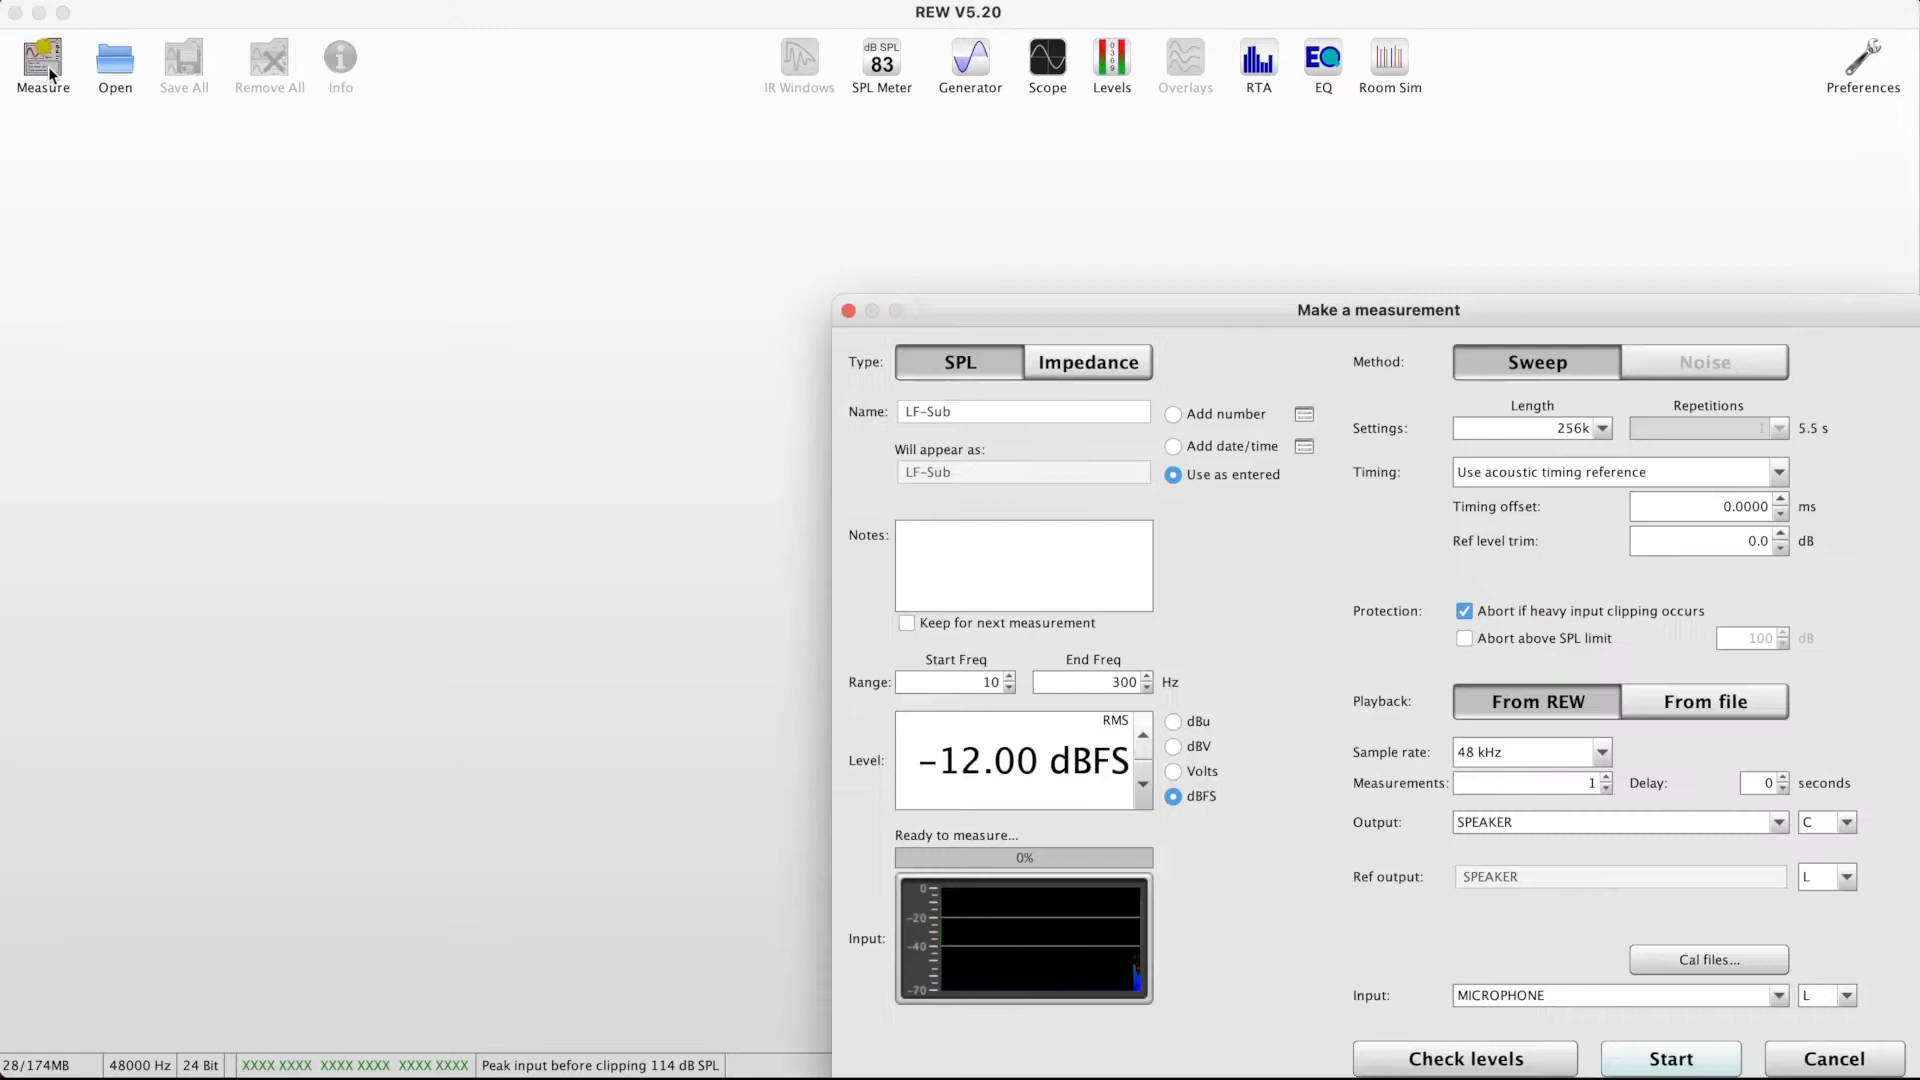 REW V5.20
Measure
Open
Save All
Remove All
Info
IR Windows
dB SPL
83
SPL Meter
Generator
Scope
0369
Levels
Overlays
RTA
EQ
EQ
Room Sim
Preferences
Make a measurement
Type: SPL Impedance
Name: LF-Sub
Add number
Add date/time
Will appear as:
LF-Sub
Use as entered
Notes:
Keep for next measurement
Start Freq End Freq
Range: 10 300 Hz
RMS
Level: -12.00 dBFS
dBu
dBV
Volts
dBFS
Ready to measure...
0%
Input:
0
-20
-40
-70
Method: Sweep Noise
Length Repetitions
Settings: 256k 1 5.5 s
Timing: Use acoustic timing reference
Timing offset: 0.0000 ms
Ref level trim: 0.0 dB
Protection: Abort if heavy input clipping occurs
Abort above SPL limit 100 dB
Playback: From REW From file
Sample rate: 48 kHz
Measurements: 1 Delay: 0 seconds
Output: SPEAKER C
Ref output: SPEAKER L
Cal files...
Input: MICROPHONE L
Check levels Start Cancel
28/174MB 48000 Hz 24 Bit XXXX XXXX XXXX XXXX XXXX XXXX Peak input before clipping 114 dB SPL